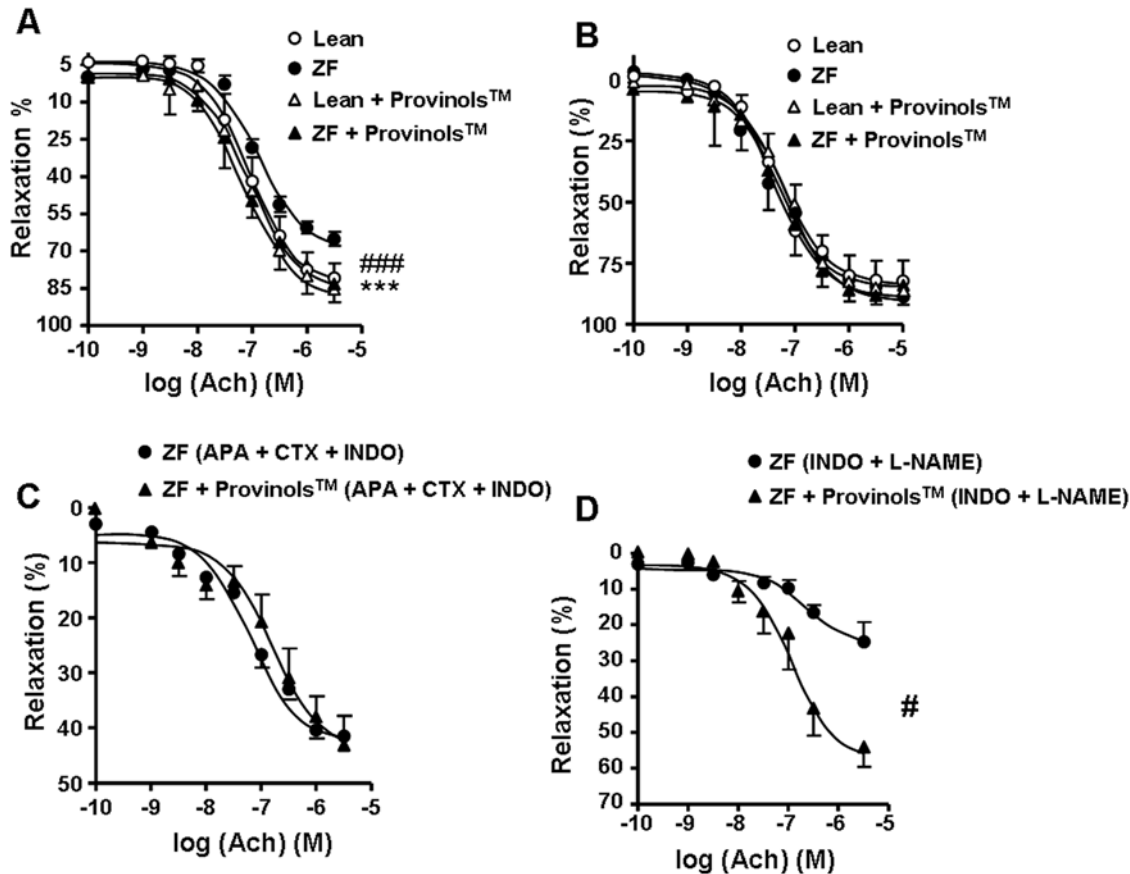 A
Lean
ZF
Lean + Provinols™
ZF + Provinols™
5
10
25
40
55
70
85
100
Relaxation %
###
***
-10
-9
-8
-7
-6
-5
log (Ach) (M)
B
Lean
ZF
Lean + Provinols™
ZF + Provinols™
0
25
50
75
100
Relaxation (%)
-10
-9
-8
-7
-6
-5
log (Ach) (M)
ZF (APA + CTX + INDO)
ZF + Provinols™ (APA + CTX + INDO)
C
0
10
20
30
40
50
Relaxation (%)
-10
-9
-8
-7
-6
-5
log (Ach) (M)
ZF (INDO + L-NAME)
ZF + Provinols™ (INDO + L-NAME)
D
0
10
20
30
40
50
60
70
Relaxation (%)
#
-10
-9
-8
-7
-6
-5
log (Ach) (M)